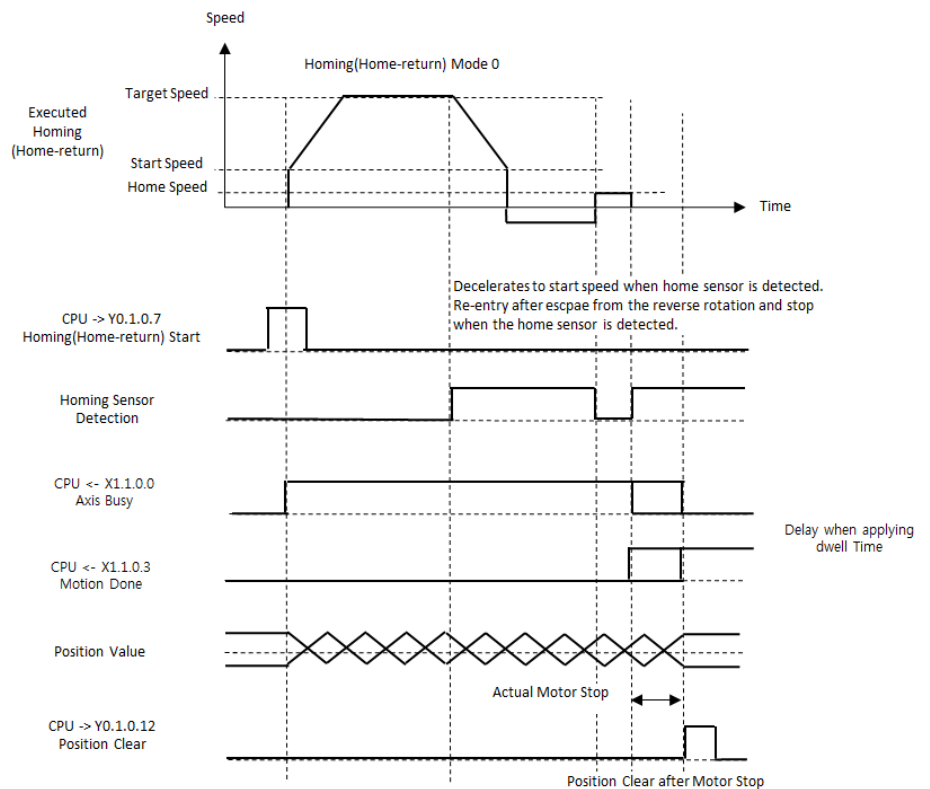 Speed
Homing(Home-return) Mode 0
Target Speed
Executed
Homing
(Home-return)
Start Speed
Home Speed
Time
Decelerates to start speed when home sensor is detected.
Re-entry after escpae from the reverse rotation and stop
when the home sensor is detected.
CPU -> Y0.1.0.7
Homing(Home-return) Start
Homing Sensor
Detection
CPU <- X1.1.0.0
Axis Busy
Delay when applying
dwell Time
CPU <- X1.1.0.3
Motion Done
Position Value
Actual Motor Stop
CPU -> Y0.1.0.12
Position Clear
Position Clear after Motor Stop